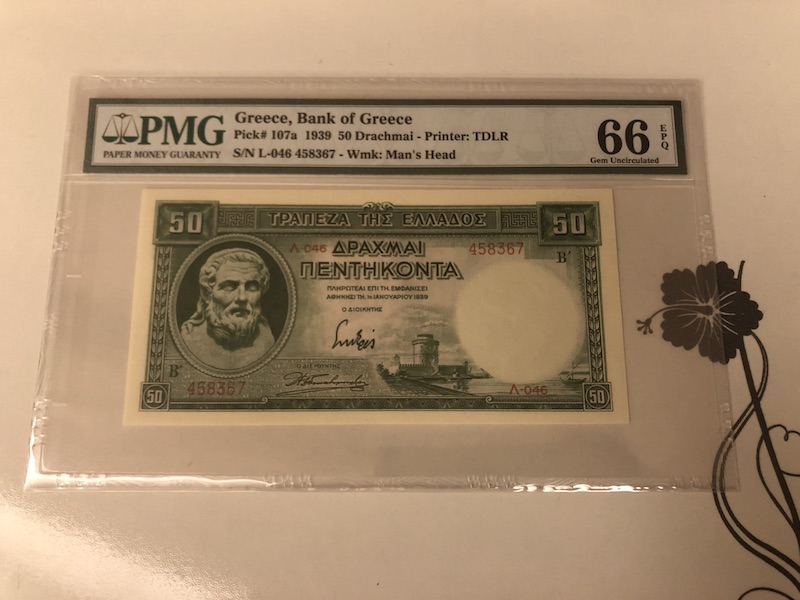 PMG
PAPER MONEY GUARANTY
Greece, Bank of Greece
Pick# 107a 1939 50 Drachmai - Printer: TDLR
S/N L-046 458367 - Wmk: Man's Head
66 EPQ
Gem Uncirculated
50 ΤΡΑΠΕΖΑ ΤΗΣ ΕΛΛΑΔΟΣ 50
Λ-046 ΔΡΑΧΜΑΙ 458367
ΠΕΝΤΗΚΟΝΤΑ Β'
ΠΛΗΡΩΤΕΑΙ ΕΠΙ ΤΗ, ΕΜΦΑΝΙΣΕΙ
ΑΘΗΝΗΣΙ ΤΗ, 1η ΙΑΝΟΥΑΡΙΟΥ 1939
Ο ΔΙΟΙΚΗΤΗΣ
Β' Ο ΔΙΕΥΘΥΝΤΗΣ
458367 Λ-046
50 50